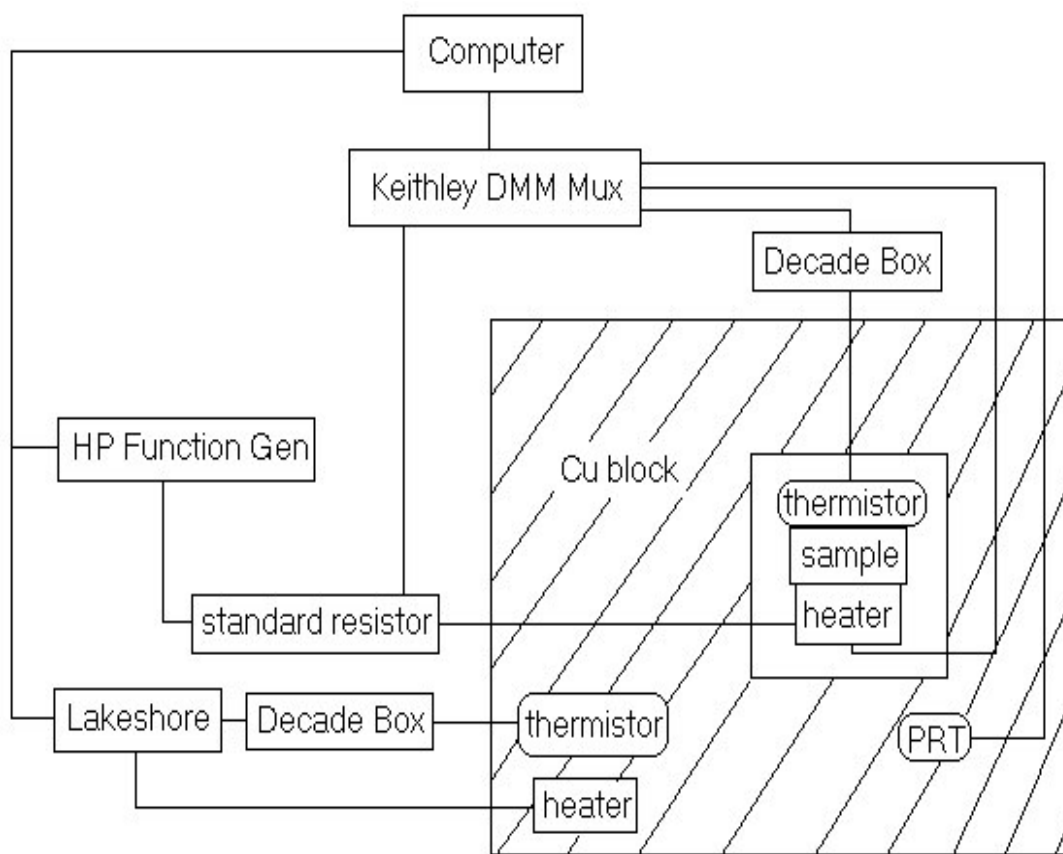 Computer
Keithley DMM Mux
Decade Box
HP Function Gen
Cu block
thermistor
sample
heater
standard resistor
Lakeshore
Decade Box
thermistor
PRT
heater